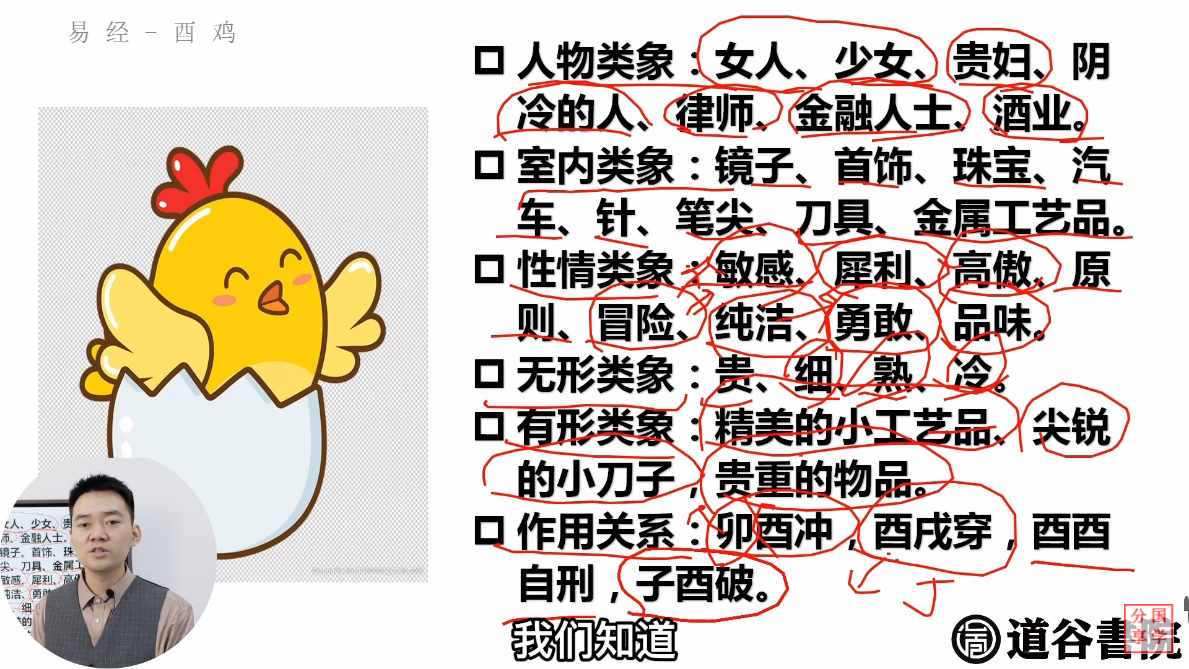 易经-酉鸡
人物类象：女人、少女、贵妇、阴
冷的人、律师、金融人士、酒业。
室内类象：镜子、首饰、珠宝、汽
车、针、笔尖、刀具、金属工艺品。
性情类象：敏感、犀利、高傲、原
则、冒险、纯洁、勇敢、品味。
无形类象：贵、细、熟、冷。
有形类象：精美的小工艺品、尖锐
的小刀子，贵重的物品。
作用关系：卯酉冲，酉戌穿，酉酉
自刑，子酉破。
我们知道
道谷書院
国学
分享